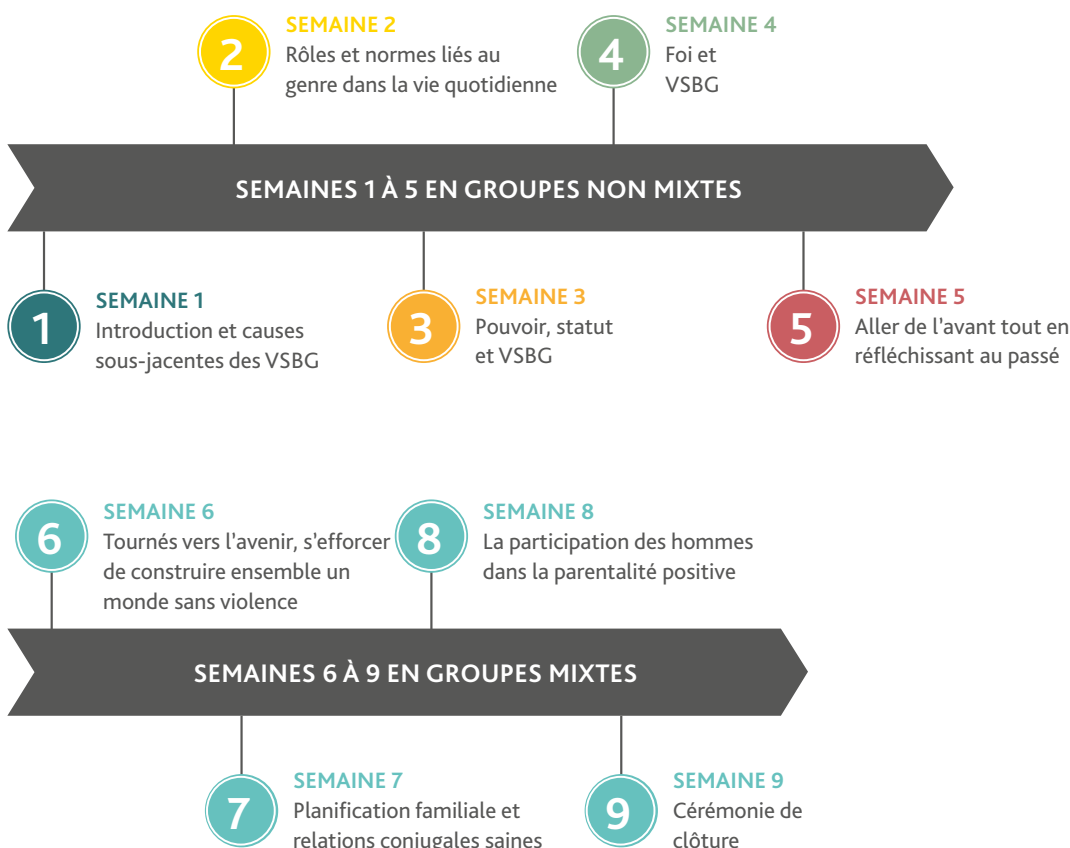 2
SEMAINE 2
Rôles et normes liés au
genre dans la vie quotidienne
4
SEMAINE 4
Foi et
VSBG
SEMAINES 1 À 5 EN GROUPES NON MIXTES
1
SEMAINE 1
Introduction et causes
sous-jacentes des VSBG
3
SEMAINE 3
Pouvoir, statut
et VSBG
5
SEMAINE 5
Aller de l'avant tout en
réfléchissant au passé
6
SEMAINE 6
Tournés vers l'avenir, s'efforcer
de construire ensemble un
monde sans violence
8
SEMAINE 8
La participation des hommes
dans la parentalité positive
SEMAINES 6 À 9 EN GROUPES MIXTES
7
SEMAINE 7
Planification familiale et
relations conjugales saines
9
SEMAINE 9
Cérémonie de
clôture